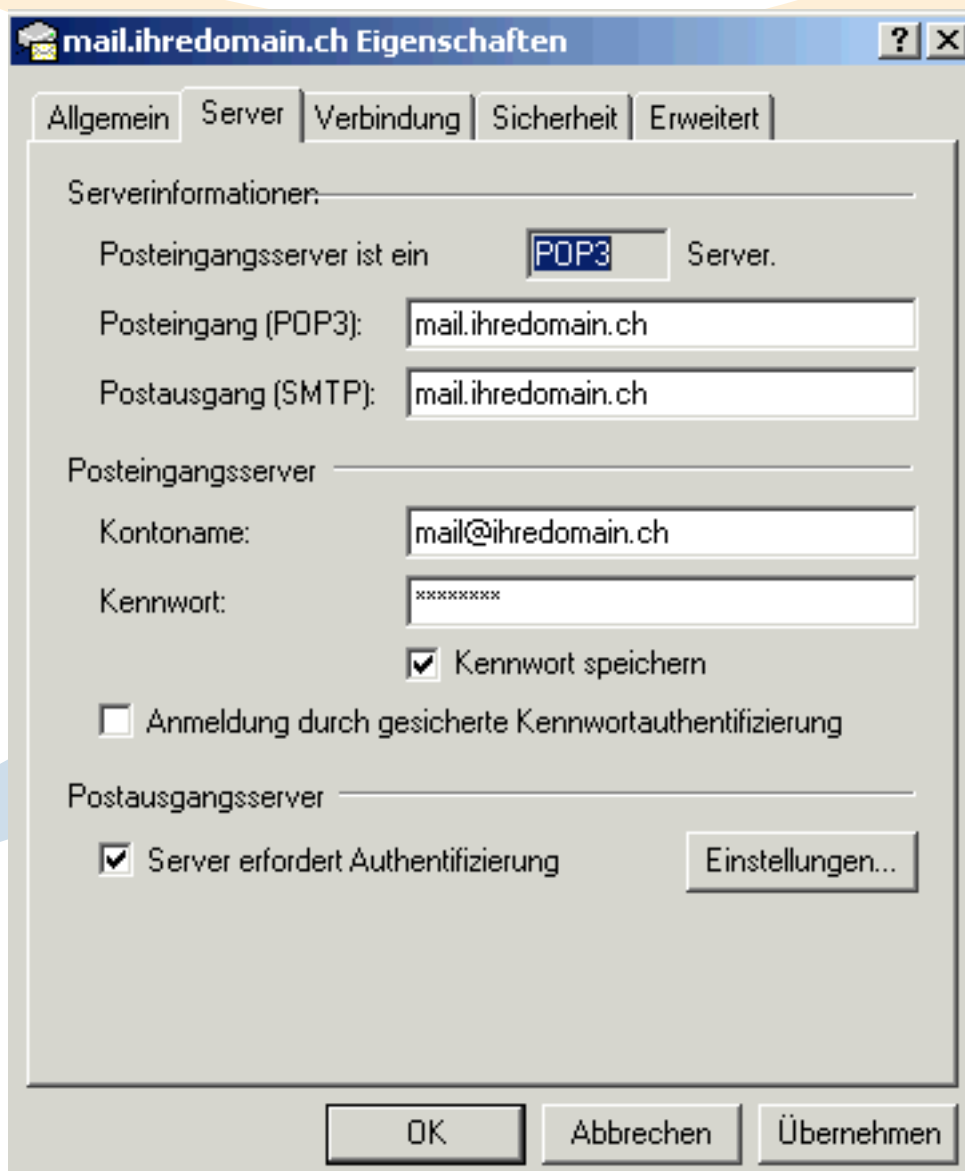 mail.ihredomain.ch Eigenschaften
Allgemein Server Verbindung Sicherheit Erweitert
Serverinformationen
Posteingangsserver ist ein POP3 Server.
Posteingang (POP3): mail.ihredomain.ch
Postausgang (SMTP): mail.ihredomain.ch
Posteingangsserver
Kontoname: mail@ihredomain.ch
Kennwort: ********
Kennwort speichern
Anmeldung durch gesicherte Kennwortauthentifizierung
Postausgangsserver
Server erfordert Authentifizierung Einstellungen...
OK Abbrechen Übernehmen